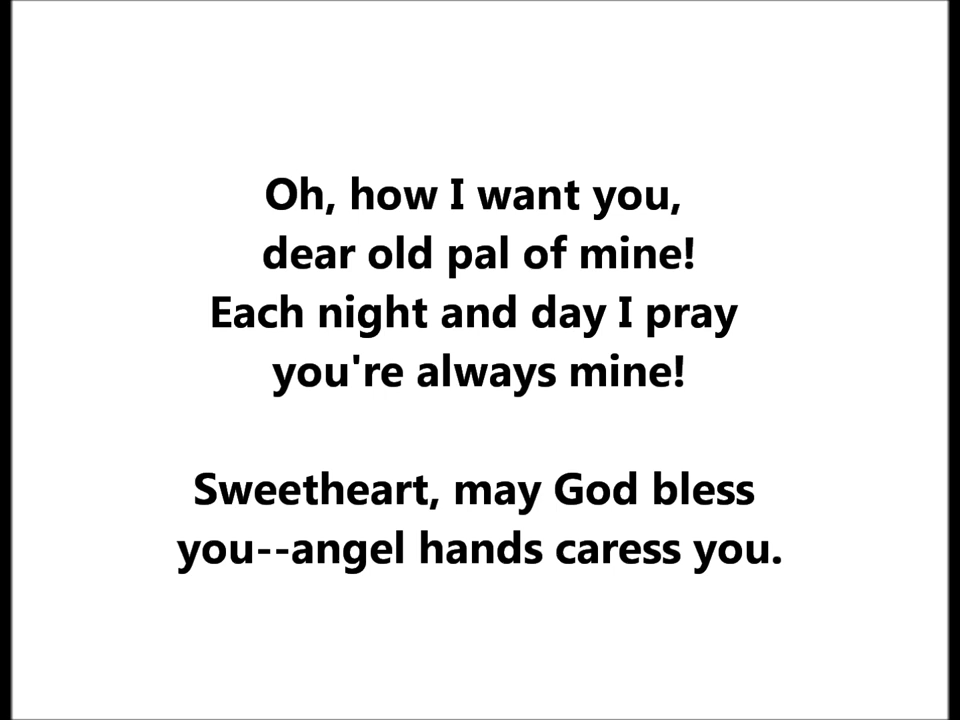 Oh, how I want you,
dear old pal of mine!
Each night and day I pray
you're always mine!
Sweetheart, may God bless
you--angel hands caress you.